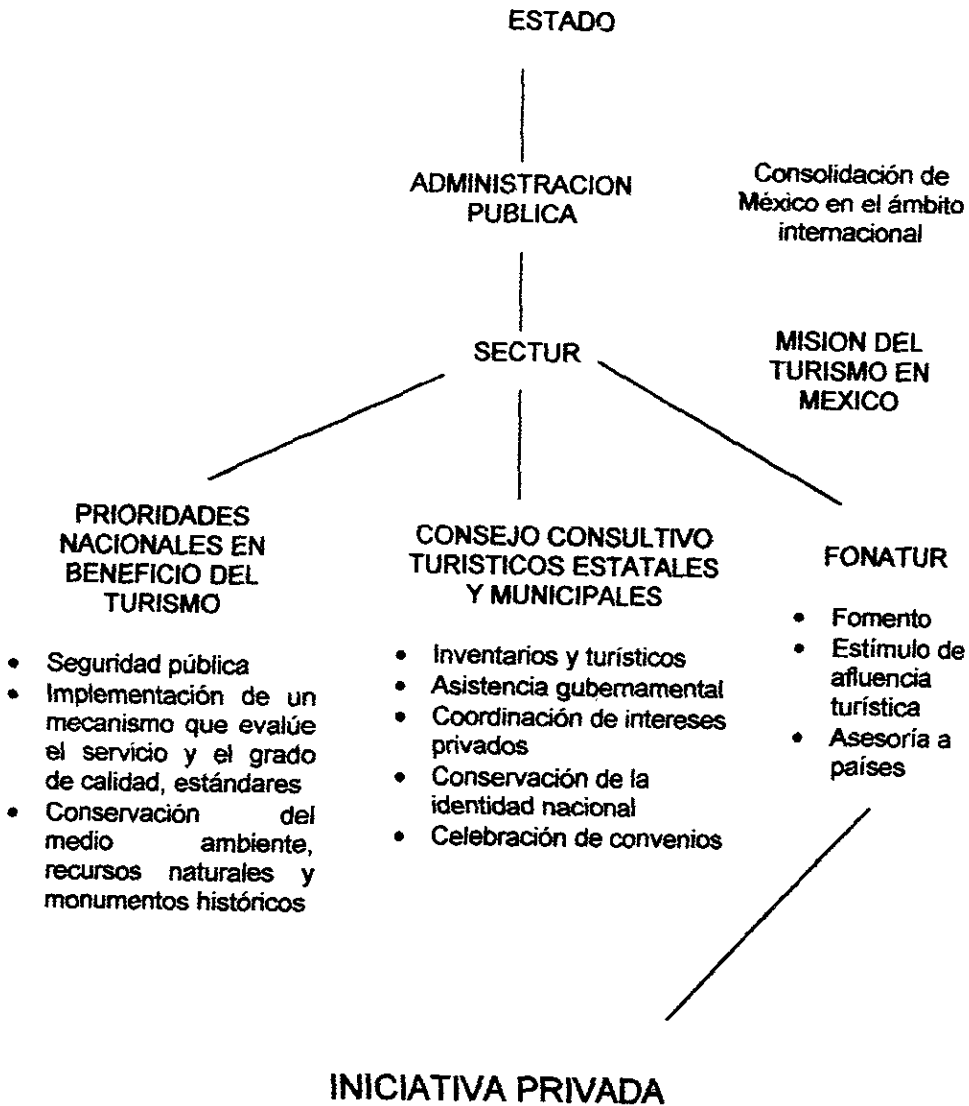 ESTADO
ADMINISTRACION
PUBLICA
Consolidación de
México en el ámbito
internacional
SECTUR
MISION DEL
TURISMO EN
MEXICO
PRIORIDADES
NACIONALES EN
BENEFICIO DEL
TURISMO
• Seguridad pública
• Implementación de un
mecanismo que evalúe
el servicio y el grado
de calidad, estándares
• Conservación del
medio ambiente,
recursos naturales y
monumentos históricos
CONSEJO CONSULTIVO
TURISTICOS ESTATALES
Y MUNICIPALES
• Inventarios y turísticos
• Asistencia gubernamental
• Coordinación de intereses
privados
• Conservación de la
identidad nacional
• Celebración de convenios
FONATUR
• Fomento
• Estímulo de
afluencia
turística
• Asesoría a
países
INICIATIVA PRIVADA